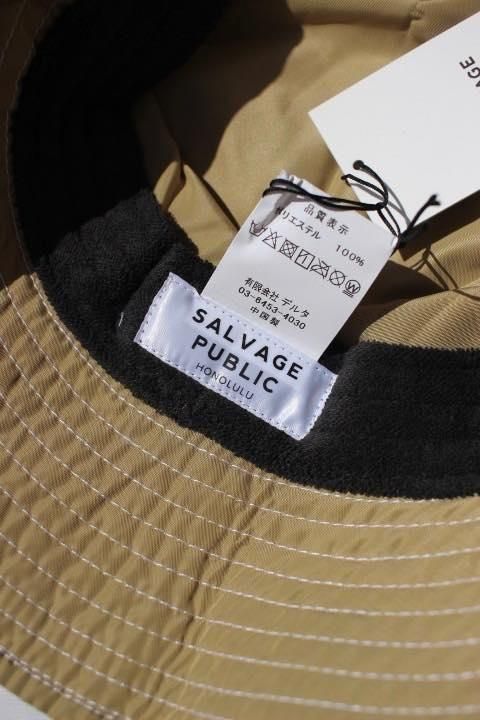 AGE
品質表示
ポリエステル 100%
有限会社 デルタ
03-6453-4030
中国製
SALVAGE
PUBLIC
HONOLULU